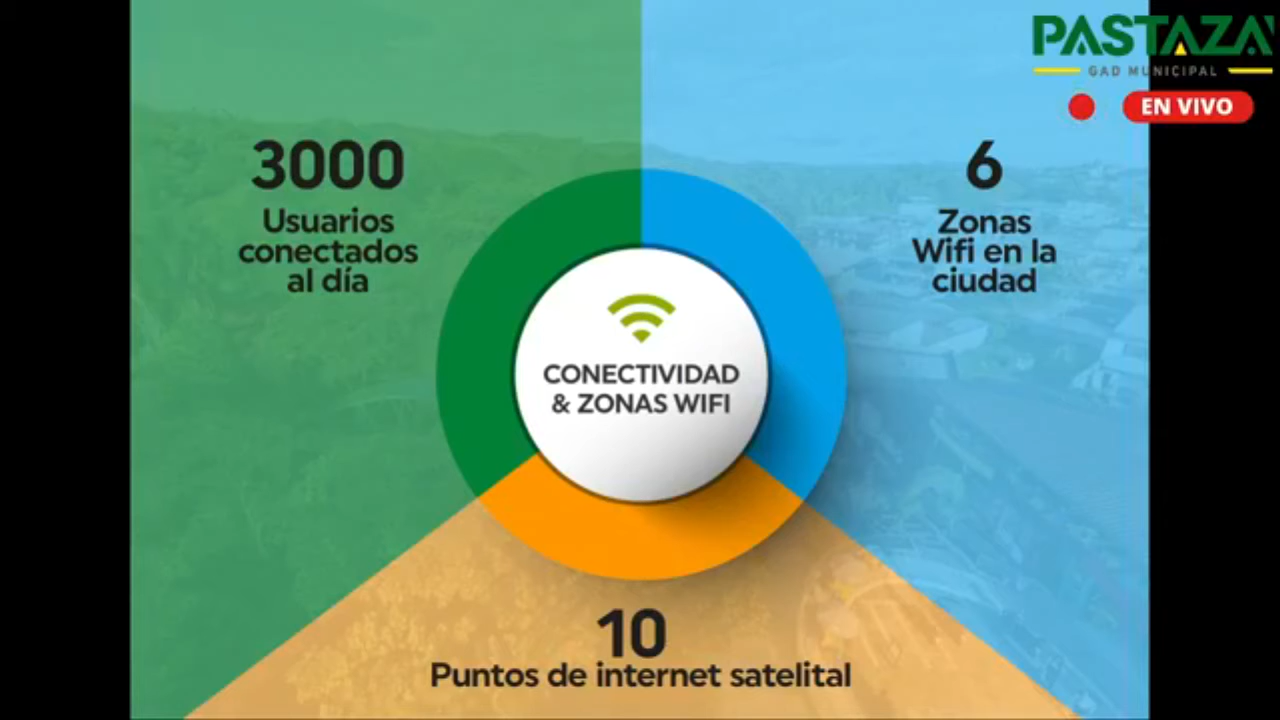 PASTAZA
GAD MUNICIPAL
EN VIVO
3000
Usuarios
conectados
al día
6
Zonas
Wifi en la
ciudad
CONECTIVIDAD
& ZONAS WIFI
10
Puntos de internet satelital